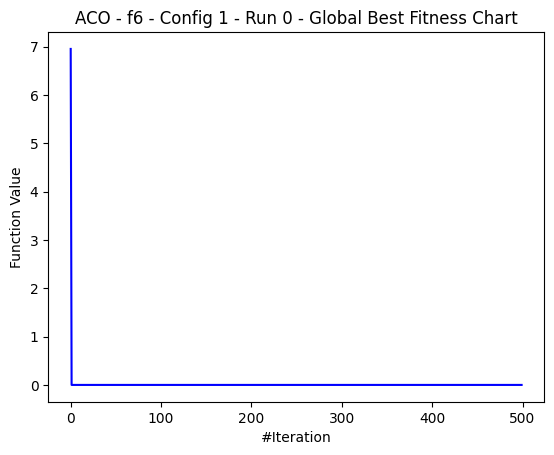 ACO - f6 - Config 1 - Run 0 - Global Best Fitness Chart
7
6
5
4
3
2
1
0
Function Value
0 100 200 300 400 500
#Iteration